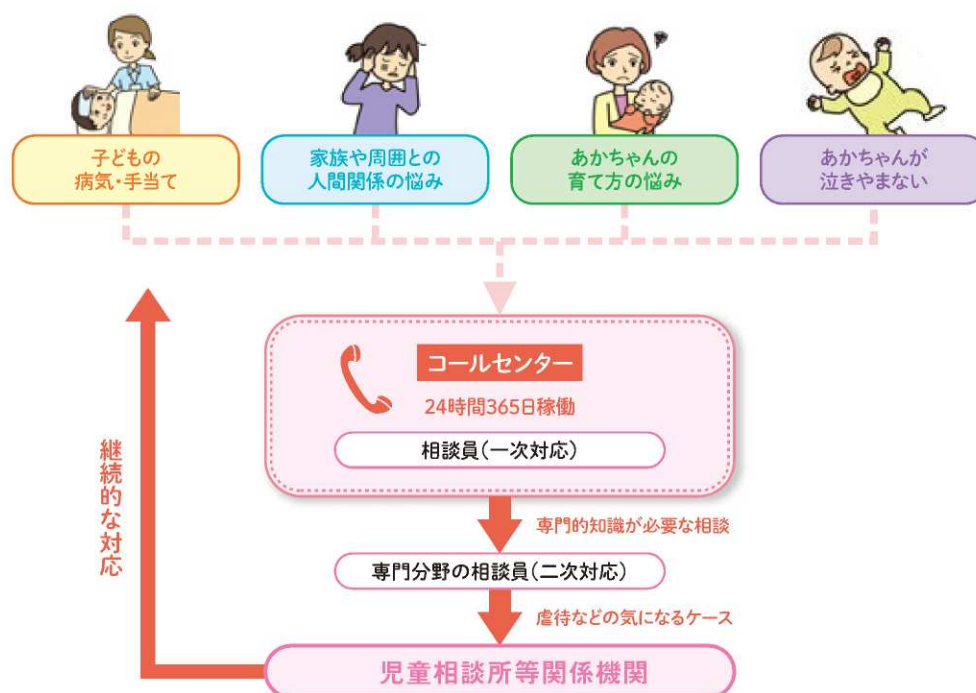 子どもの
病気・手当て
家族や周囲との
人間関係の悩み
あかちゃんの
育て方の悩み
あかちゃんが
泣きやまない
コールセンター
24時間365日稼働
相談員(一次対応)
専門的知識が必要な相談
専門分野の相談員(二次対応)
虐待などの気になるケース
児童相談所等関係機関
継続的な対応